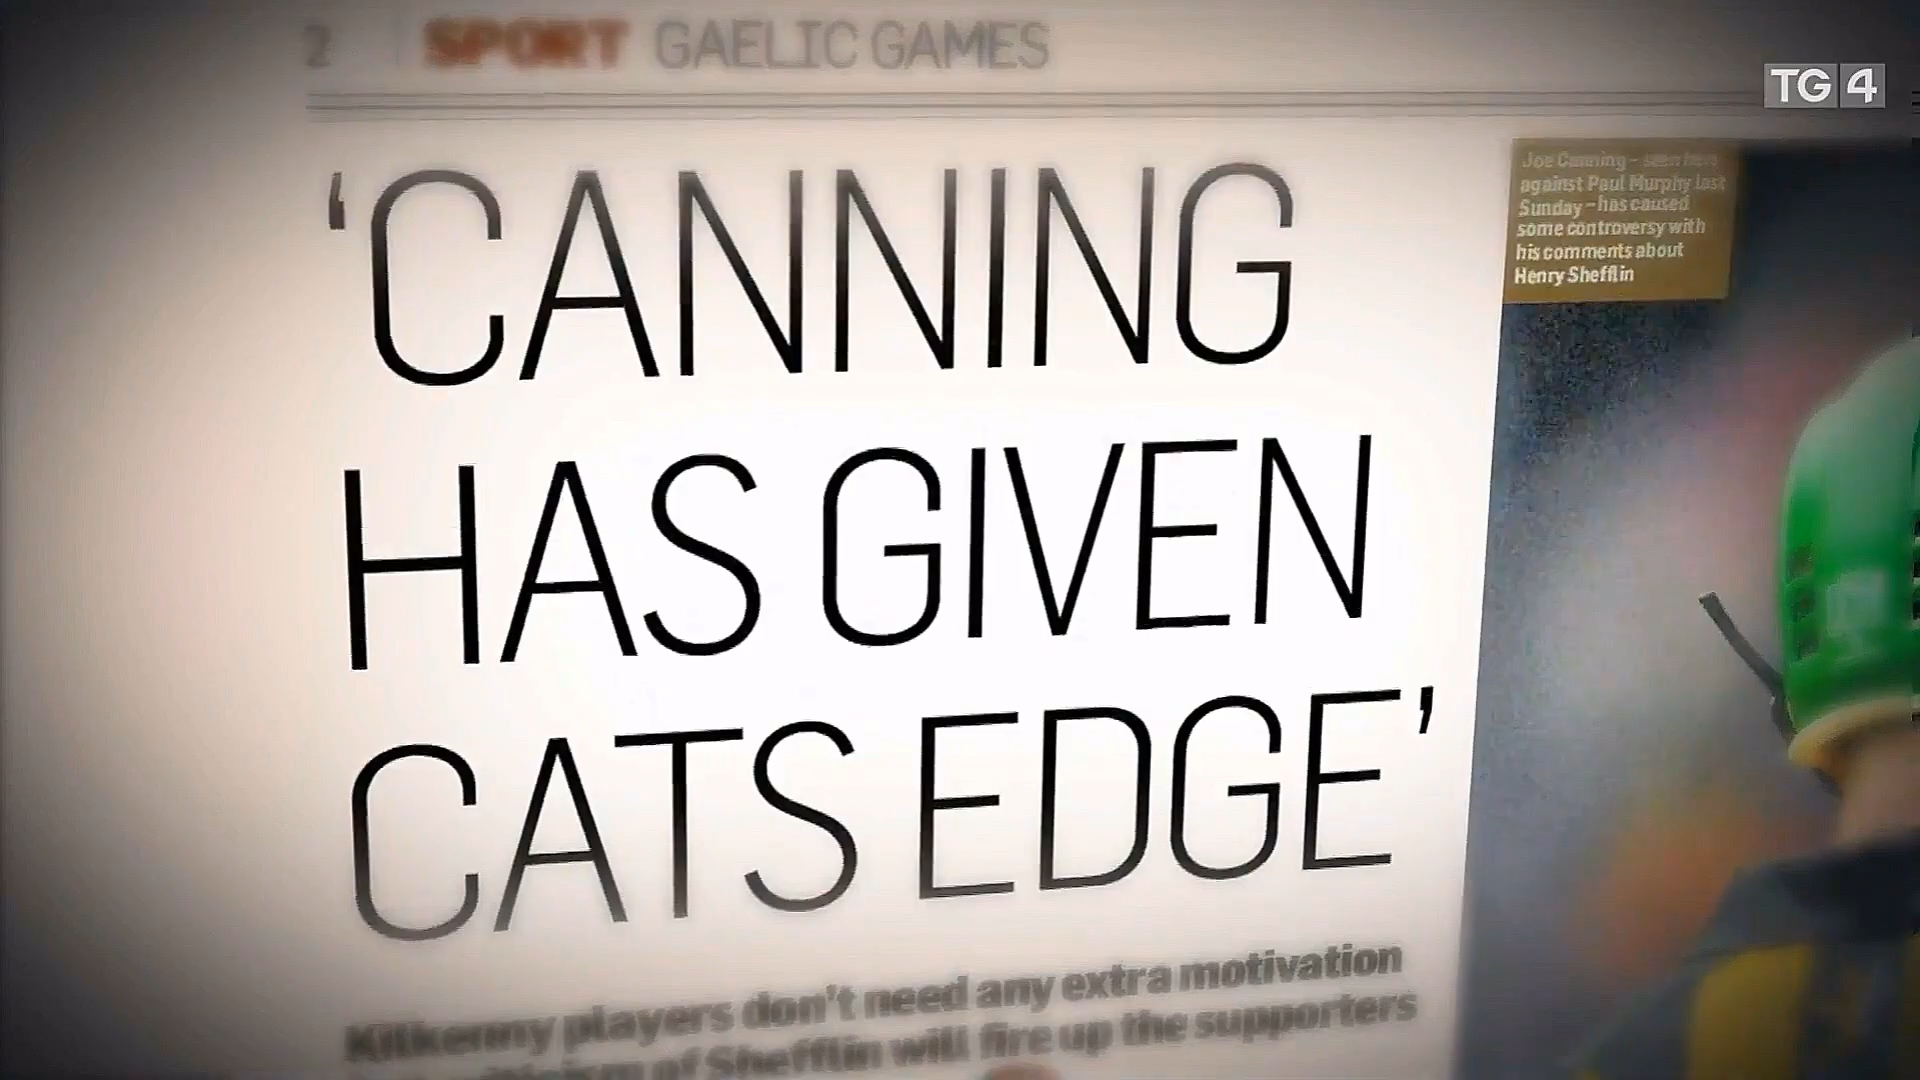 2 SPORT GAELIC GAMES
TG4
‘CANNING
HAS GIVEN
CATS EDGE’
Joe Canning – seen here
against Paul Murphy last
Sunday – has caused
some controversy with
his comments about
Henry Shefflin
Kilkenny players don't need any extra motivation
criticism of Shefflin will fire up the supporters